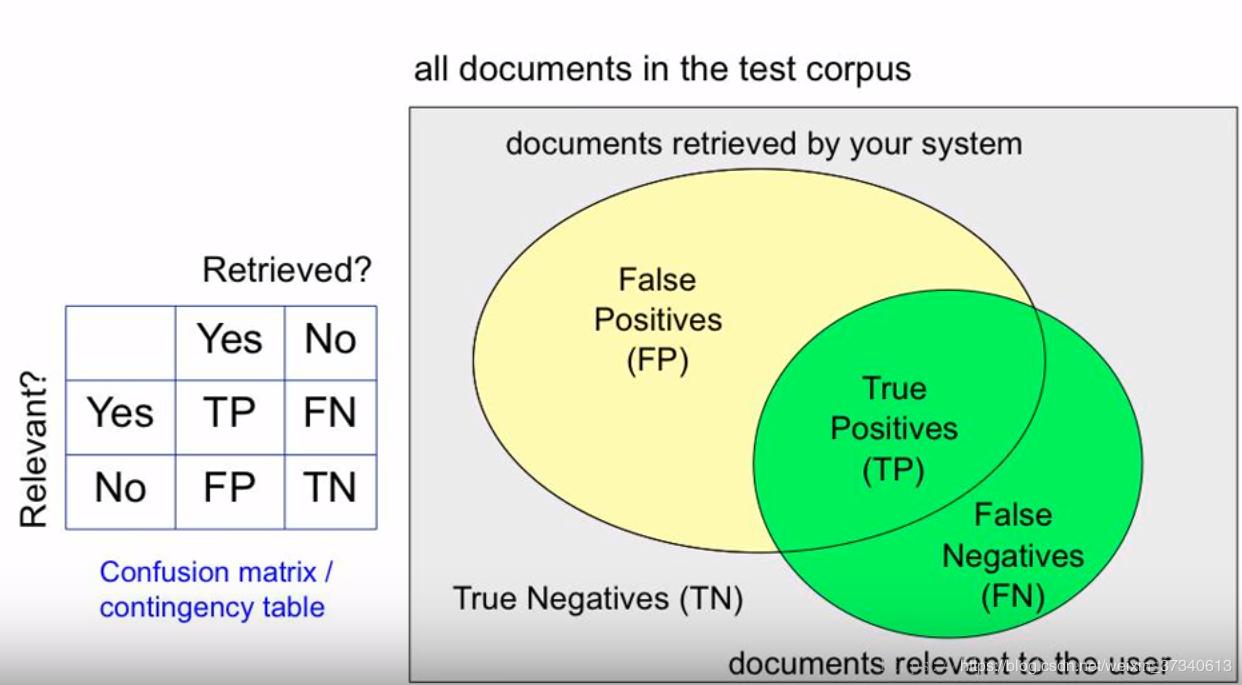 all documents in the test corpus
documents retrieved by your system
False
Positives
(FP)
True
Positives
(TP)
False
Negatives
(FN)
True Negatives (TN)
documents relevant to the user
Retrieved?
Relevant?
Yes No
Yes TP FN
No FP TN
Confusion matrix /
contingency table
https://blog.csdn.net/weixin_37340613